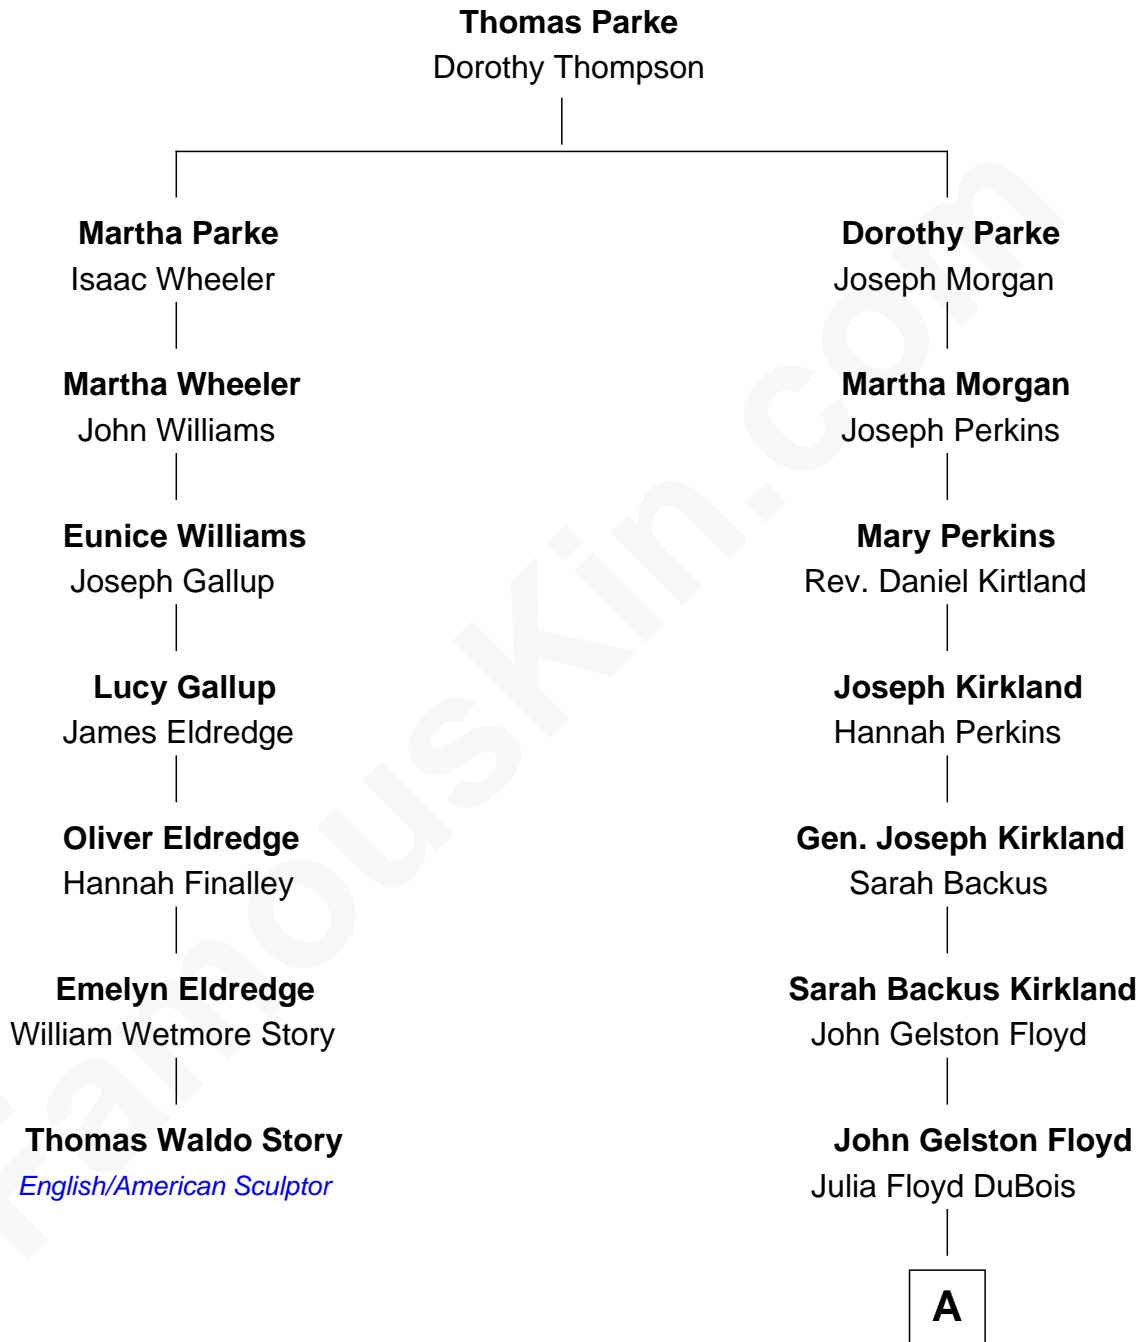 Thomas Parke
Dorothy Thompson
Martha Parke
Isaac Wheeler
Dorothy Parke
Joseph Morgan
Martha Wheeler
John Williams
Martha Morgan
Joseph Perkins
Eunice Williams
Joseph Gallup
Mary Perkins
Rev. Daniel Kirtland
Lucy Gallup
James Eldredge
Joseph Kirkland
Hannah Perkins
Oliver Eldredge
Hannah Finalley
Gen. Joseph Kirkland
Sarah Backus
Emelyn Eldredge
William Wetmore Story
Sarah Backus Kirkland
John Gelston Floyd
Thomas Waldo Story
English/American Sculptor
John Gelston Floyd
Julia Floyd DuBois
A
FamousKin.com